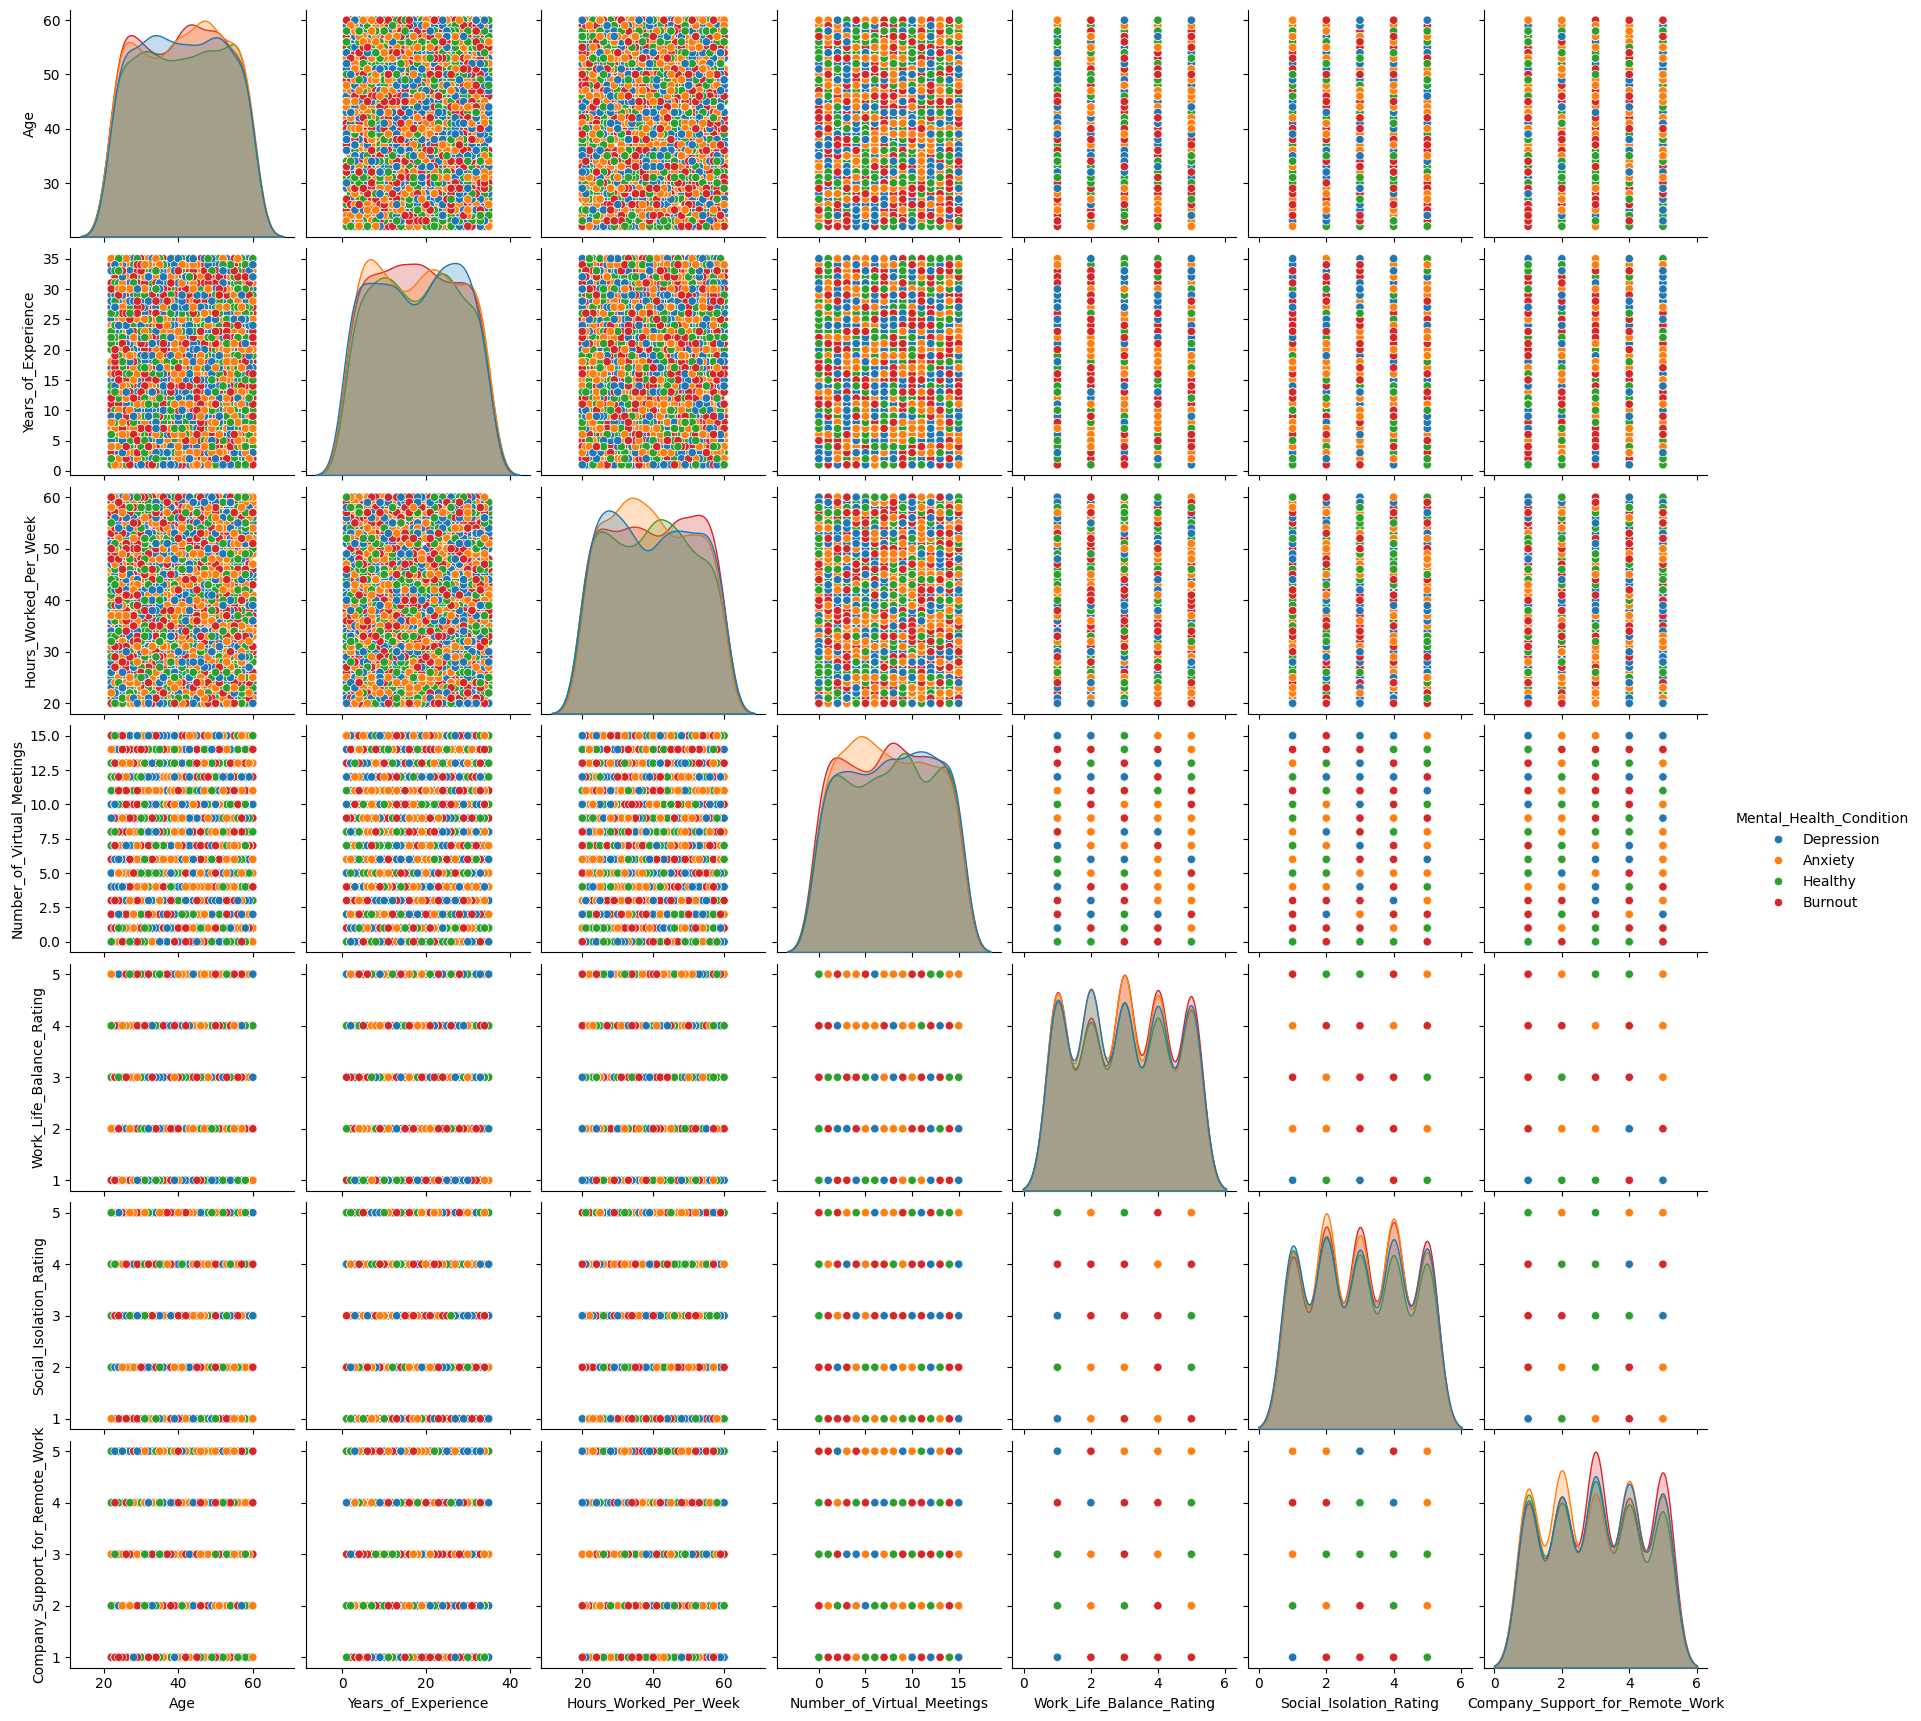 60
50
40
30
Age
35
30
25
20
15
10
5
0
Years_of_Experience
60
50
40
30
20
Hours_Worked_Per_Week
15.0
12.5
10.0
7.5
5.0
2.5
0.0
Number_of_Virtual_Meetings
Mental_Health_Condition
Depression
Anxiety
Healthy
Burnout
5
4
3
2
1
Work_Life_Balance_Rating
5
4
3
2
1
Social_Isolation_Rating
5
4
3
2
1
Company_Support_for_Remote_Work
20 40 60 0 20 40 20 40 60 0 5 10 15 0 2 4 6 0 2 4 6 0 2 4 6
Age Years_of_Experience Hours_Worked_Per_Week Number_of_Virtual_Meetings Work_Life_Balance_Rating Social_Isolation_Rating Company_Support_for_Remote_Work